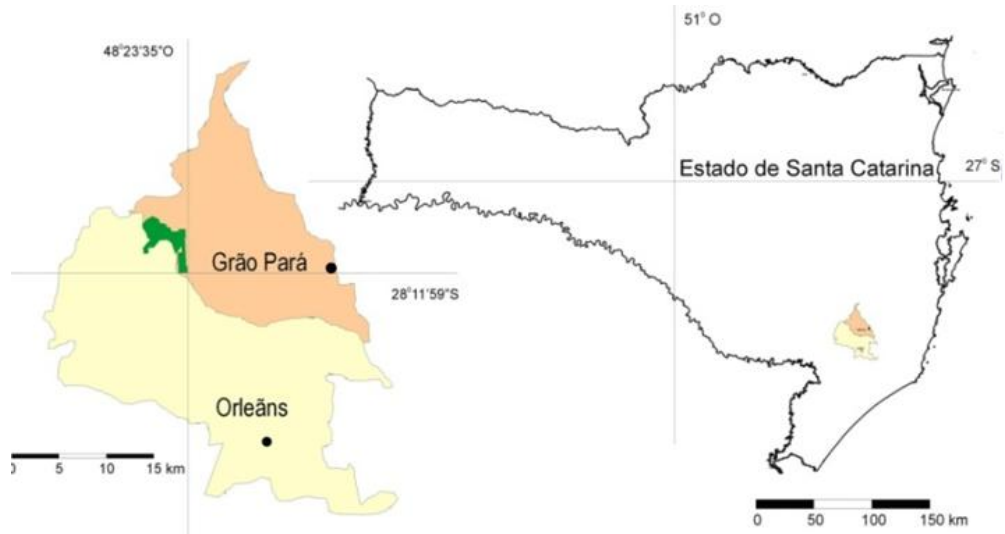 48°23'35"O
51° O
Estado de Santa Catarina
27° S
Grão Pará
28°11'59"S
Orleãns
0 5 10 15 km
0 50 100 150 km